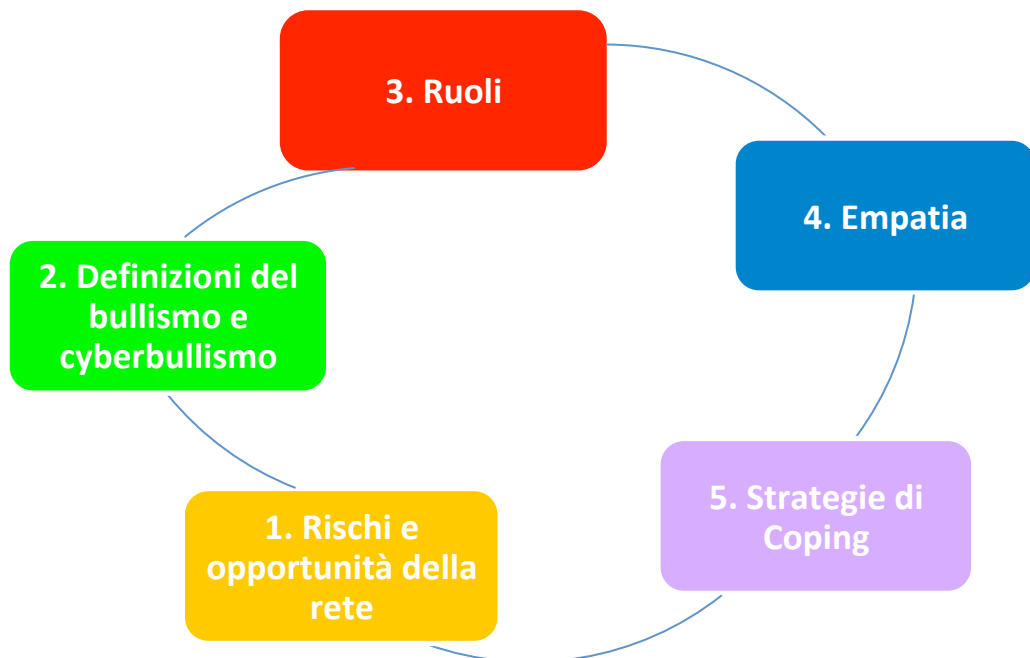 3. Ruoli
4. Empatia
2. Definizioni del
bullismo e
cyberbullismo
5. Strategie di
Coping
1. Rischi e
opportunità della
rete